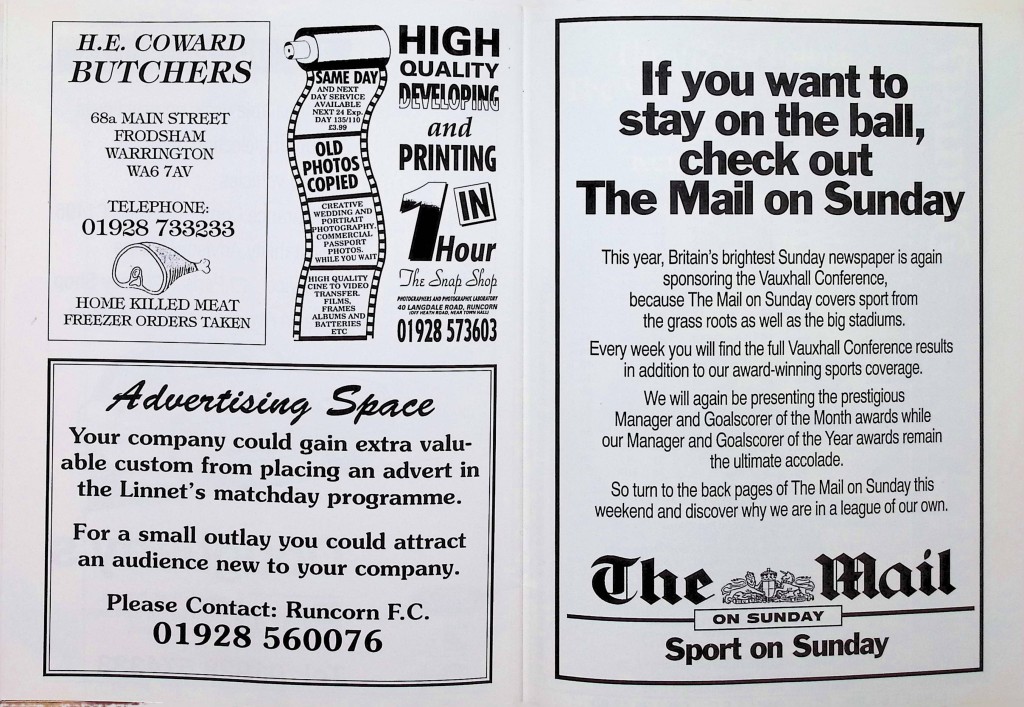 H.E. COWARD
BUTCHERS
68a MAIN STREET
FRODSHAM
WARRINGTON
WA6 7AV
TELEPHONE:
01928 733233
HOME KILLED MEAT
FREEZER ORDERS TAKEN
SAME DAY
AND NEXT
DAY SERVICE
AVAILABLE
NEXT 24 Exp.
DAY 135/110
£3.99
OLD
PHOTOS
COPIED
CREATIVE
WEDDING AND
PORTRAIT
PHOTOGRAPHY.
COMMERCIAL
PASSPORT
PHOTOS.
WHILE YOU WAIT
HIGH QUALITY
CINE TO VIDEO
TRANSFER.
FILMS,
FRAMES
ALBUMS AND
BATTERIES
ETC
HIGH
QUALITY
DEVELOPING
and
PRINTING
IN
1 Hour
The Snap Shop
PHOTOGRAPHERS AND PHOTOGRAPHIC LABORATORY
40 LANGDALE ROAD, RUNCORN
(OFF HEATH ROAD, NEAR TOWN HALL)
01928 573603
Advertising Space
Your company could gain extra valu-
able custom from placing an advert in
the Linnet's matchday programme.
For a small outlay you could attract
an audience new to your company.
Please Contact: Runcorn F.C.
01928 560076
If you want to
stay on the ball,
check out
The Mail on Sunday
This year, Britain's brightest Sunday newspaper is again
sponsoring the Vauxhall Conference,
because The Mail on Sunday covers sport from
the grass roots as well as the big stadiums.
Every week you will find the full Vauxhall Conference results
in addition to our award-winning sports coverage.
We will again be presenting the prestigious
Manager and Goalscorer of the Month awards while
our Manager and Goalscorer of the Year awards remain
the ultimate accolade.
So turn to the back pages of The Mail on Sunday this
weekend and discover why we are in a league of our own.
The Mail
ON SUNDAY
Sport on Sunday